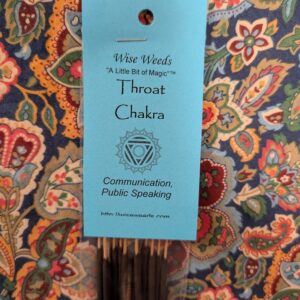 Wise Weeds
"A Little Bit of Magic"™
Throat
Chakra
Communication,
Public Speaking